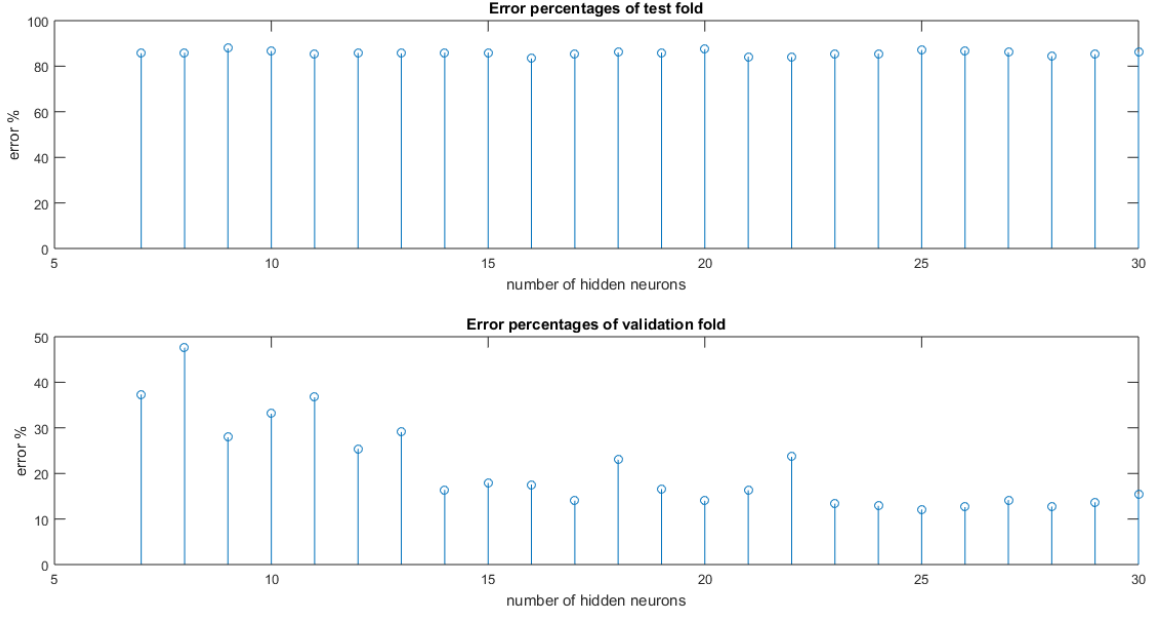 Error percentages of test fold
100
80
60
40
20
0
error %
5 10 15 20 25 30
number of hidden neurons
Error percentages of validation fold
50
40
30
20
10
0
error %
5 10 15 20 25 30
number of hidden neurons